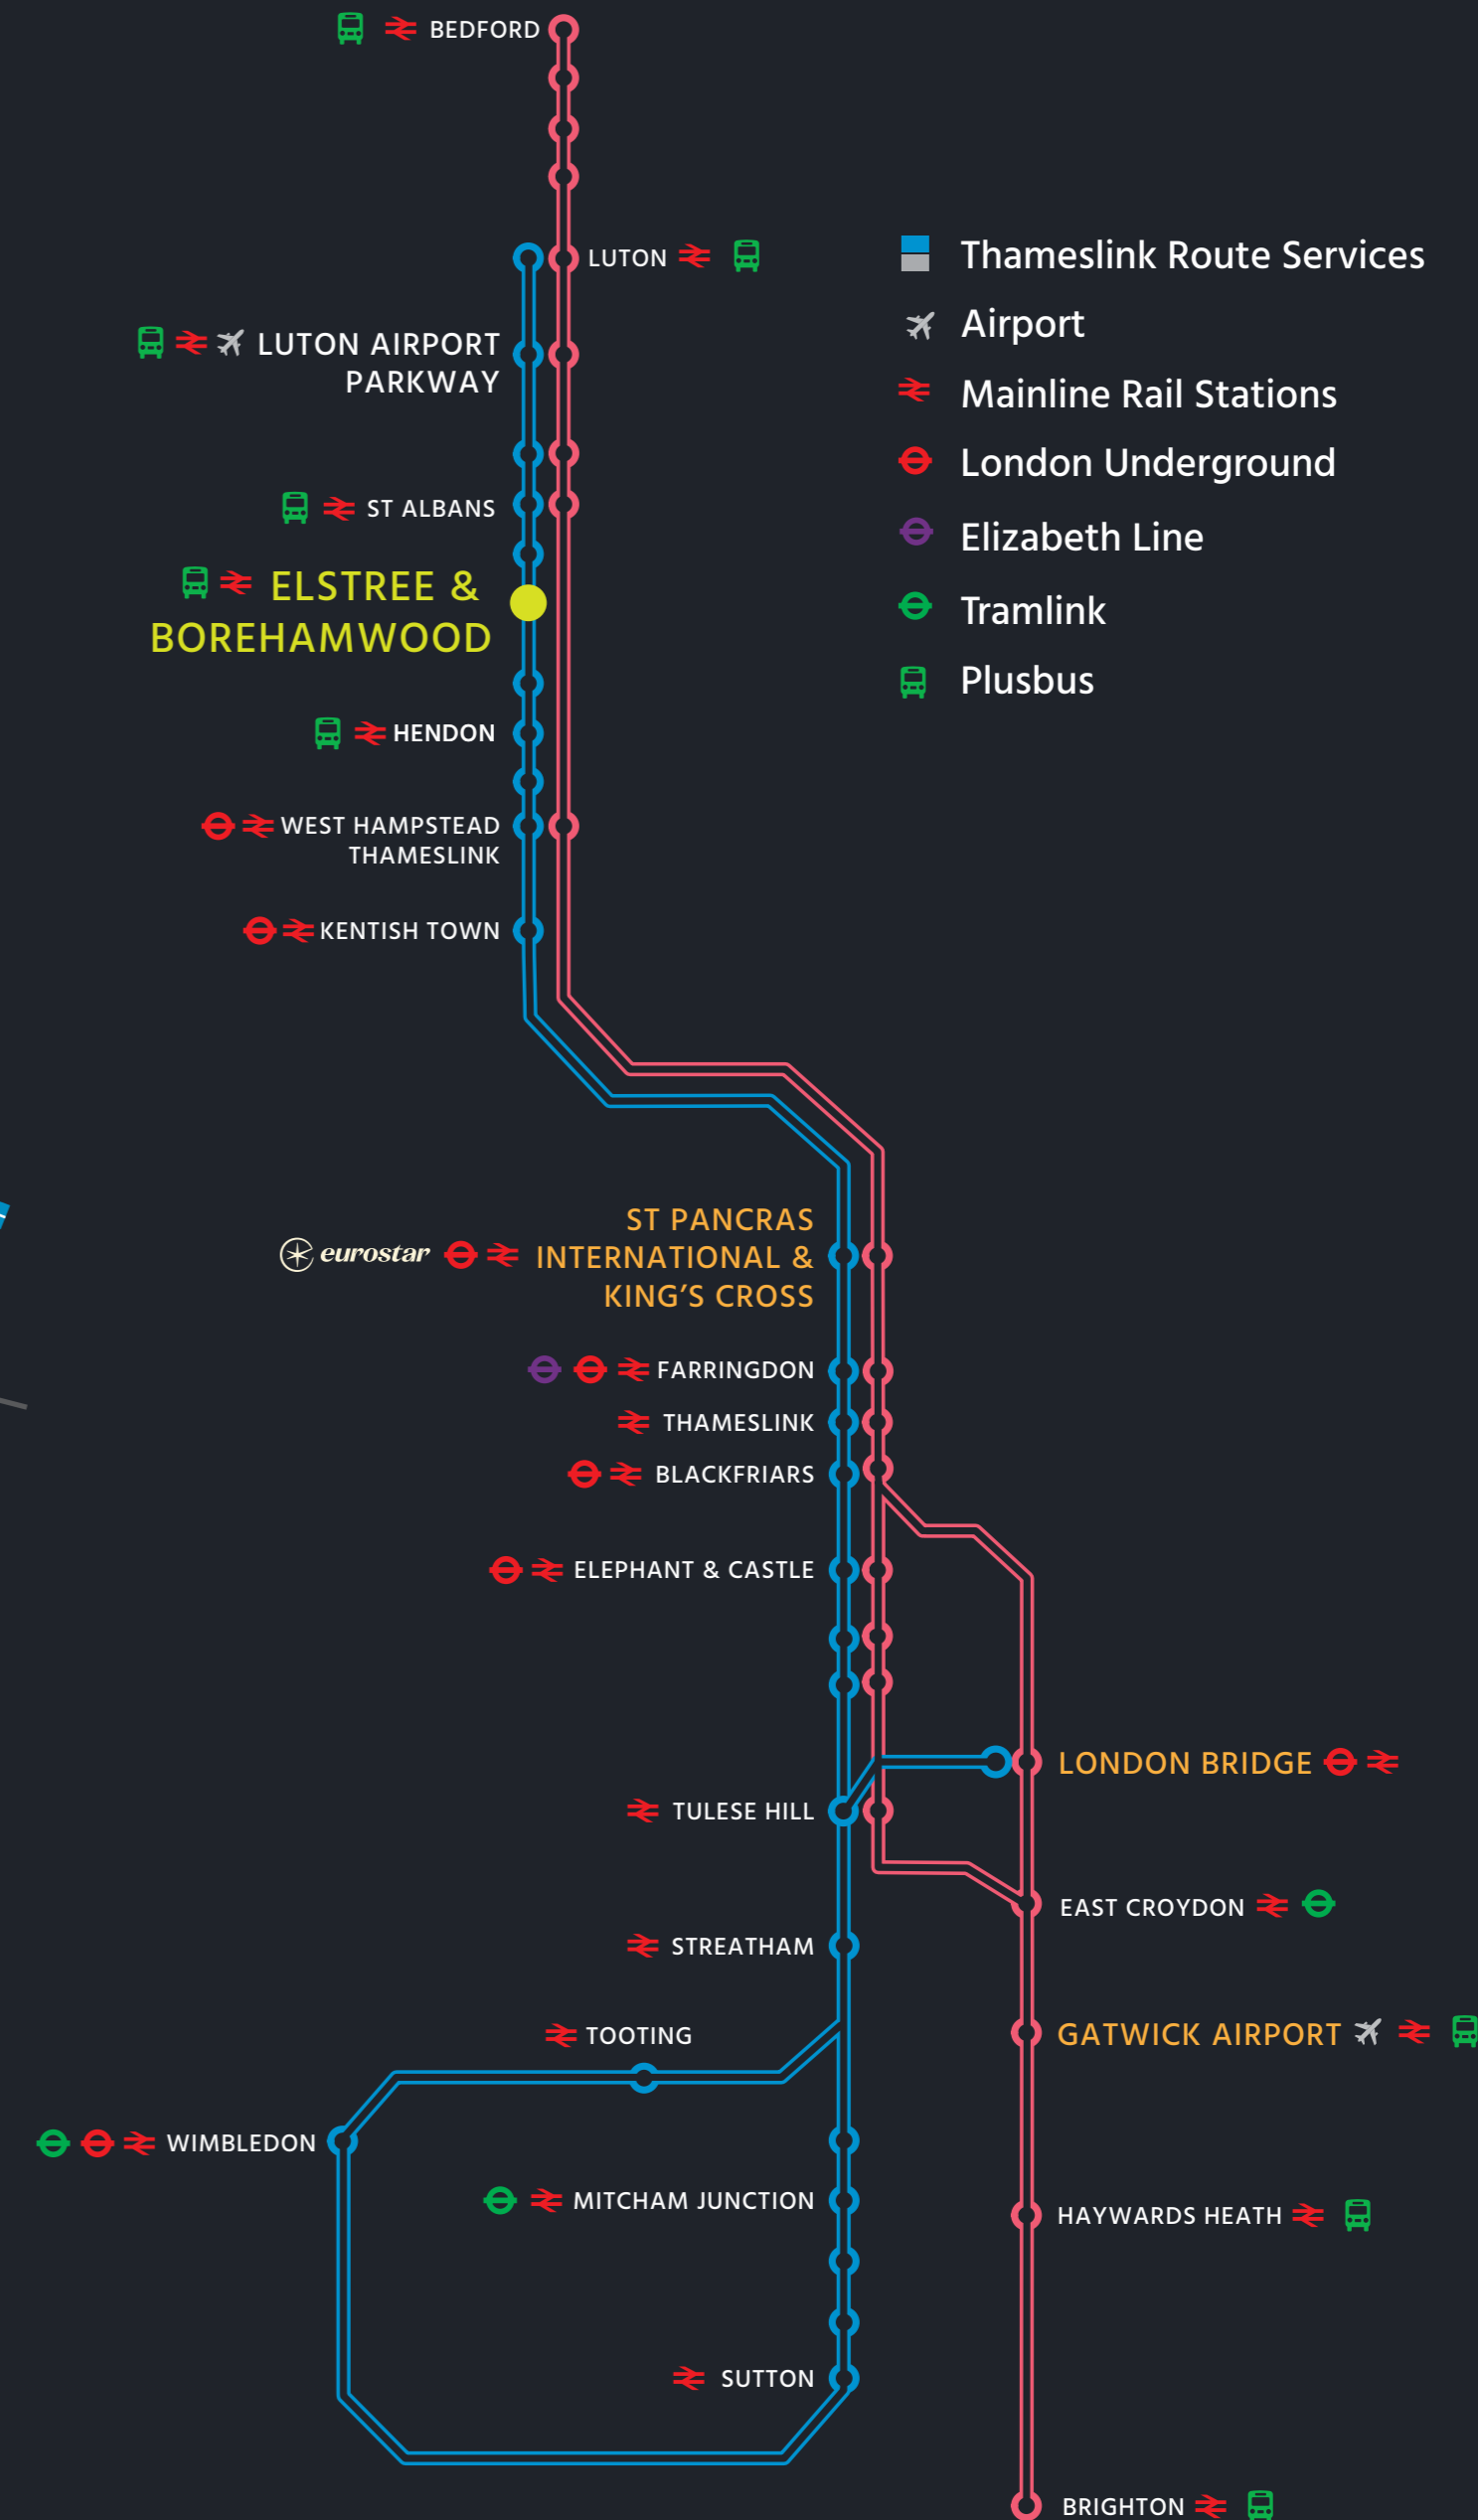 BEDFORD
LUTON
Thameslink Route Services
Airport
LUTON AIRPORT
PARKWAY
Mainline Rail Stations
London Underground
ST ALBANS
Elizabeth Line
ELSTREE &
BOREHAMWOOD
Tramlink
Plusbus
HENDON
WEST HAMPSTEAD
THAMESLINK
KENTISH TOWN
ST PANCRAS
eurostar INTERNATIONAL &
KING’S CROSS
FARRINGDON
THAMESLINK
BLACKFRIARS
ELEPHANT & CASTLE
LONDON BRIDGE
TULESE HILL
EAST CROYDON
STREATHAM
TOOTING
GATWICK AIRPORT
WIMBLEDON
MITCHAM JUNCTION
HAYWARDS HEATH
SUTTON
BRIGHTON